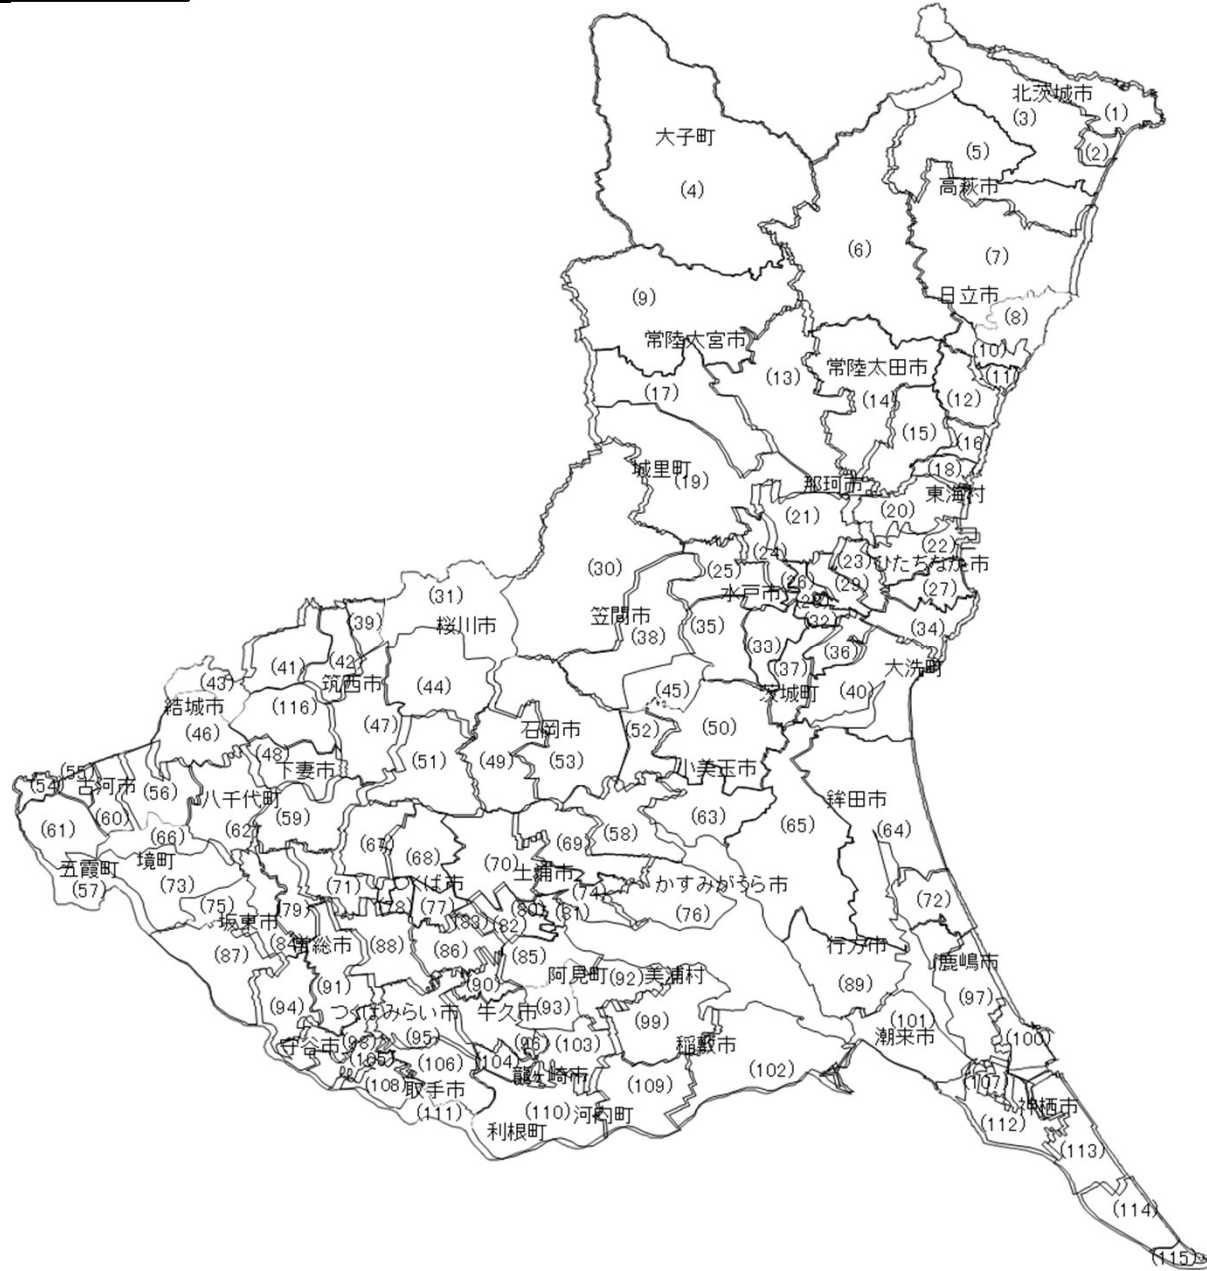 北茨城市
(1)
(3)
大子町
(2)
(5)
高萩市
(4)
(6)
(7)
日立市
(9)
(8)
常陸大宮市
(10)
常陸太田市
(13)
(11)
(17)
(14)
(12)
(15)
(16)
城里町
(18)
(19)
那珂市
東海村
(20)
(21)
(22)
(24)
(23)
ひたちなか市
(30)
(25)
(26)
(29)
(27)
水戸市
(31)
(32)
笠間市
(39)
桜川市
(38)
(35)
(34)
(33)
(36)
(41)
(42)
(37)
大洗町
(43)
筑西市
(44)
(45)
茨城町
(40)
結城市
(116)
(46)
(47)
石岡市
(52)
(50)
(48)
(51)
(49)
(53)
下妻市
小美玉市
(55)
(54)
古河市
(56)
八千代町
鉾田市
(60)
(59)
(63)
(61)
(66)
(62)
(58)
(65)
(64)
(67)
(69)
境町
(68)
(70)
五霞町
土浦市
(57)
(73)
(71)
つくば市
かすみがうら市
(74)
(72)
(75)
(79)
(78)
(77)
(80)
(81)
(76)
坂東市
(83)
(82)
(84)
常総市
(88)
(86)
行方市
(87)
(85)
鹿嶋市
阿見町
(92)
美浦村
(91)
(90)
(89)
(97)
(94)
つくばみらい市
牛久市
(93)
(99)
(101)
守谷市
(98)
(95)
(96)
(103)
稲敷市
潮来市
(100)
(105)
(106)
(104)
龍ヶ崎市
(102)
(108)
取手市
(109)
(107)
(111)
(110)
河内町
神栖市
利根町
(112)
(113)
(114)
(115)